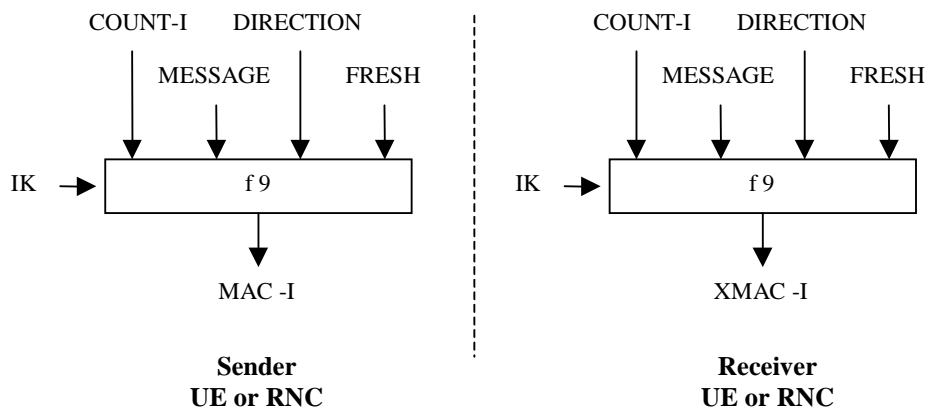 COUNT-I DIRECTION
MESSAGE FRESH
IK f 9
MAC -I
Sender
UE or RNC
COUNT-I DIRECTION
MESSAGE FRESH
IK f 9
XMAC -I
Receiver
UE or RNC